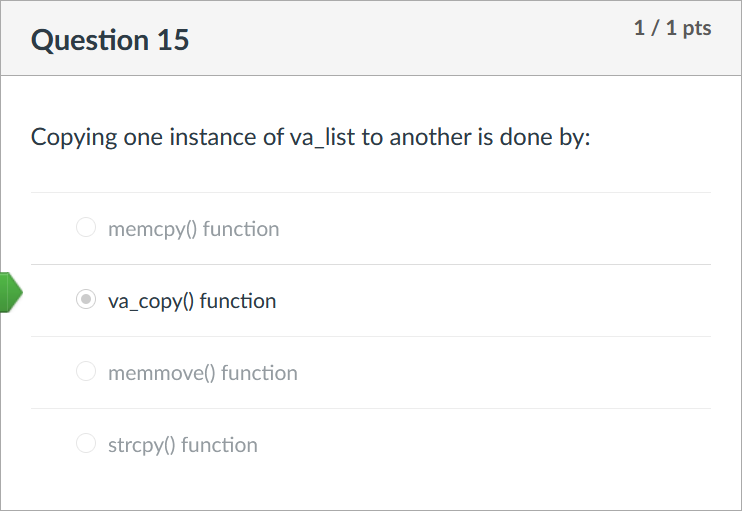 Question 15
1 / 1 pts
Copying one instance of va_list to another is done by:
memcpy() function
va_copy() function
memmove() function
strcpy() function